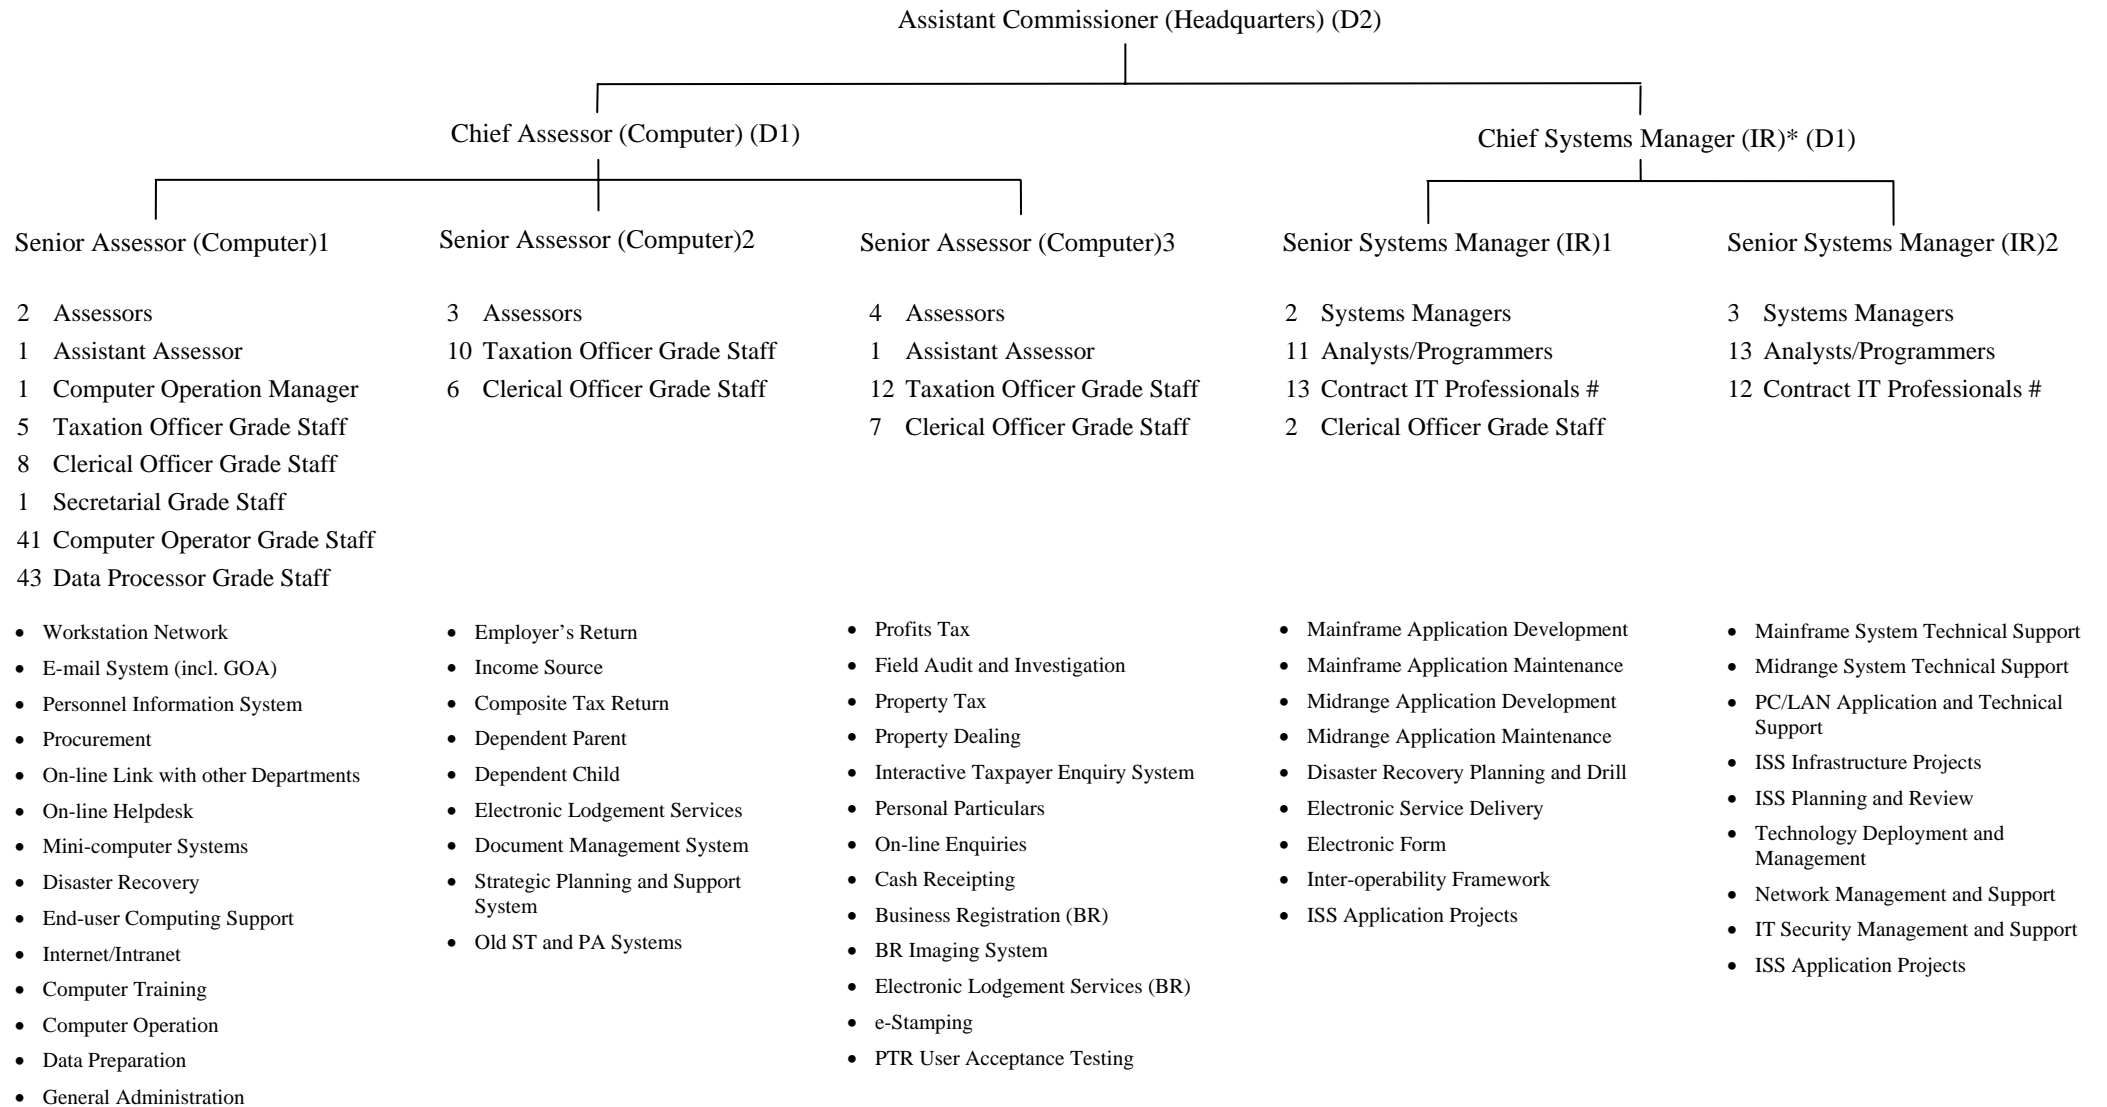 Assistant Commissioner (Headquarters) (D2)
Chief Assessor (Computer) (D1)
Chief Systems Manager (IR)* (D1)
Senior Assessor (Computer)1
2 Assessors
1 Assistant Assessor
1 Computer Operation Manager
5 Taxation Officer Grade Staff
8 Clerical Officer Grade Staff
1 Secretarial Grade Staff
41 Computer Operator Grade Staff
43 Data Processor Grade Staff
• Workstation Network
• E-mail System (incl. GOA)
• Personnel Information System
• Procurement
• On-line Link with other Departments
• On-line Helpdesk
• Mini-computer Systems
• Disaster Recovery
• End-user Computing Support
• Internet/Intranet
• Computer Training
• Computer Operation
• Data Preparation
• General Administration
Senior Assessor (Computer)2
3 Assessors
10 Taxation Officer Grade Staff
6 Clerical Officer Grade Staff
• Employer’s Return
• Income Source
• Composite Tax Return
• Dependent Parent
• Dependent Child
• Electronic Lodgement Services
• Document Management System
• Strategic Planning and Support
System
• Old ST and PA Systems
Senior Assessor (Computer)3
4 Assessors
1 Assistant Assessor
12 Taxation Officer Grade Staff
7 Clerical Officer Grade Staff
• Profits Tax
• Field Audit and Investigation
• Property Tax
• Property Dealing
• Interactive Taxpayer Enquiry System
• Personal Particulars
• On-line Enquiries
• Cash Receipting
• Business Registration (BR)
• BR Imaging System
• Electronic Lodgement Services (BR)
• e-Stamping
• PTR User Acceptance Testing
Senior Systems Manager (IR)1
2 Systems Managers
11 Analysts/Programmers
13 Contract IT Professionals #
2 Clerical Officer Grade Staff
• Mainframe Application Development
• Mainframe Application Maintenance
• Midrange Application Development
• Midrange Application Maintenance
• Disaster Recovery Planning and Drill
• Electronic Service Delivery
• Electronic Form
• Inter-operability Framework
• ISS Application Projects
Senior Systems Manager (IR)2
3 Systems Managers
13 Analysts/Programmers
12 Contract IT Professionals #
• Mainframe System Technical Support
• Midrange System Technical Support
• PC/LAN Application and Technical
Support
• ISS Infrastructure Projects
• ISS Planning and Review
• Technology Deployment and
Management
• Network Management and Support
• IT Security Management and Support
• ISS Application Projects